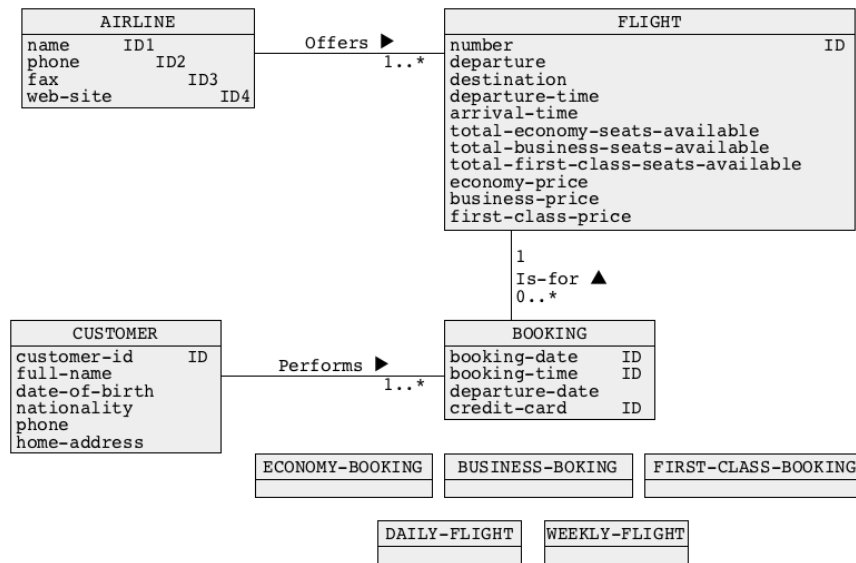 AIRLINE
name ID1
phone ID2
fax ID3
web-site ID4
Offers ▶
1..*
FLIGHT
number ID
departure
destination
departure-time
arrival-time
total-economy-seats-available
total-business-seats-available
total-first-class-seats-available
economy-price
business-price
first-class-price
1
Is-for ▲
0..*
CUSTOMER
customer-id ID
full-name
date-of-birth
nationality
phone
home-address
Performs ▶
1..*
BOOKING
booking-date ID
booking-time ID
departure-date
credit-card ID
ECONOMY-BOOKING
BUSINESS-BOKING
FIRST-CLASS-BOOKING
DAILY-FLIGHT
WEEKLY-FLIGHT